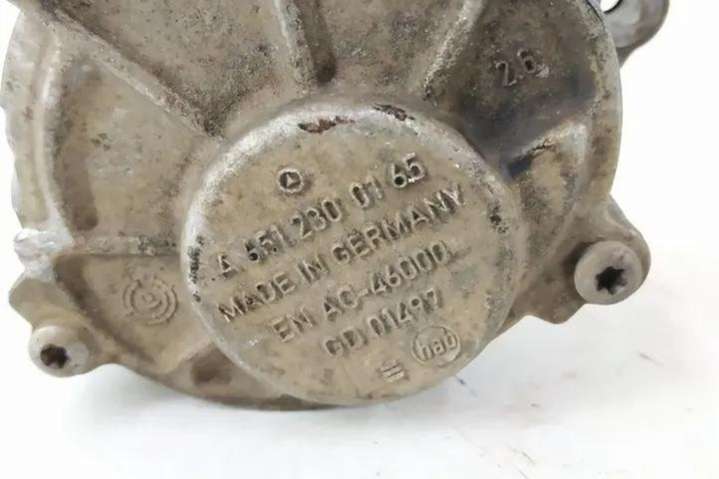 2.6
A 651 230 01 65
MADE IN GERMANY
EN AC-46000
GD 01497
hab